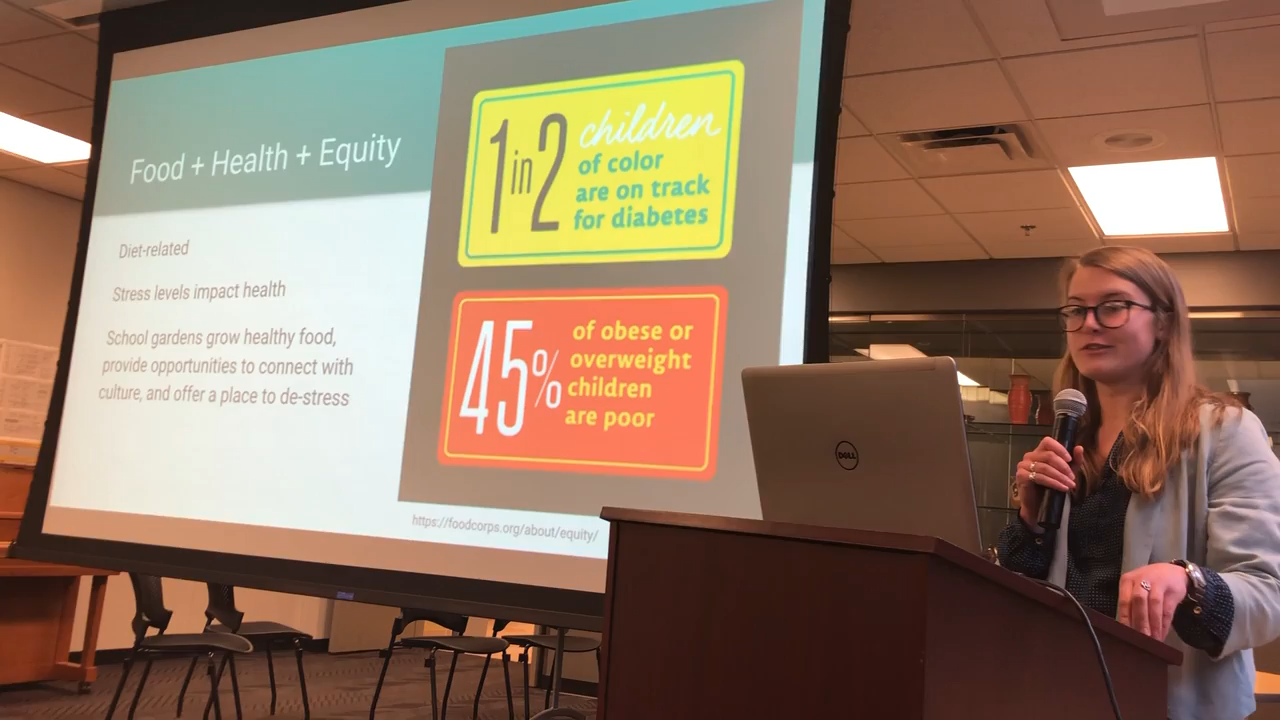 Food + Health + Equity
Diet-related
Stress levels impact health
School gardens grow healthy food,
provide opportunities to connect with
culture, and offer a place to de-stress
1 in 2 children
of color
are on track
for diabetes
45% of obese or
overweight
children
are poor
https://foodcorps.org/about/equity/
DELL